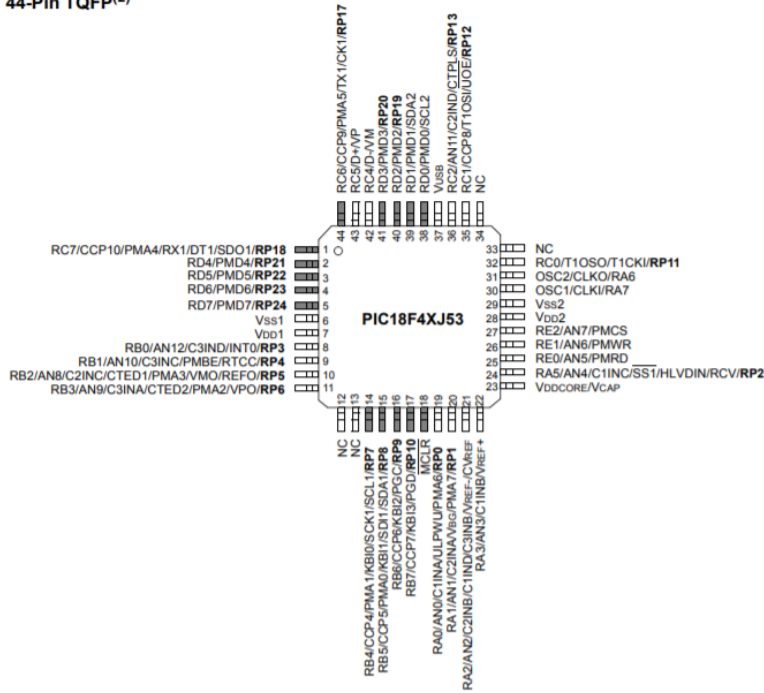 44-Pin TQFP(2)
RC6/CCP9/PMA5/TX1/CK1/RP17
RC5/D+/VP
RC4/D-/VM
RD3/PMD3/RP20
RD2/PMD2/RP19
RD1/PMD1/SDA2
RD0/PMD0/SCL2
VUSB
RC2/AN11/C2IND/CTPLS/RP13
RC1/CCP8/T1OSI/UOE/RP12
NC
44
43
42
41
40
39
38
37
36
35
34
RC7/CCP10/PMA4/RX1/DT1/SDO1/RP18 1
RD4/PMD4/RP21 2
RD5/PMD5/RP22 3
RD6/PMD6/RP23 4
RD7/PMD7/RP24 5
VSS1 6
VDD1 7
RB0/AN12/C3IND/INT0/RP3 8
RB1/AN10/C3INC/PMBE/RTCC/RP4 9
RB2/AN8/C2INC/CTED1/PMA3/VMO/REFO/RP5 10
RB3/AN9/C3INA/CTED2/PMA2/VPO/RP6 11
PIC18F4XJ53
33 NC
32 RC0/T1OSO/T1CKI/RP11
31 OSC2/CLKO/RA6
30 OSC1/CLKI/RA7
29 VSS2
28 VDD2
27 RE2/AN7/PMCS
26 RE1/AN6/PMWR
25 RE0/AN5/PMRD
24 RA5/AN4/C1INC/SS1/HLVDIN/RCV/RP2
23 VDDCORE/VCAP
12
13
14
15
16
17
18
19
20
21
22
NC
NC
RB4/CCP4/PMA1/KBI0/SCK1/SCL1/RP7
RB5/CCP5/PMA0/KBI1/SDI1/SDA1/RP8
RB6/CCP6/KBI2/PGC/RP9
RB7/CCP7/KBI3/PGD/RP10
MCLR
RA0/AN0/C1INA/ULPWU/PMA6/RP0
RA1/AN1/C2INA/VBG/PMA7/RP1
RA2/AN2/C2INB/C1IND/C3INB/VREF-/CVREF
RA3/AN3/C1INB/VREF+